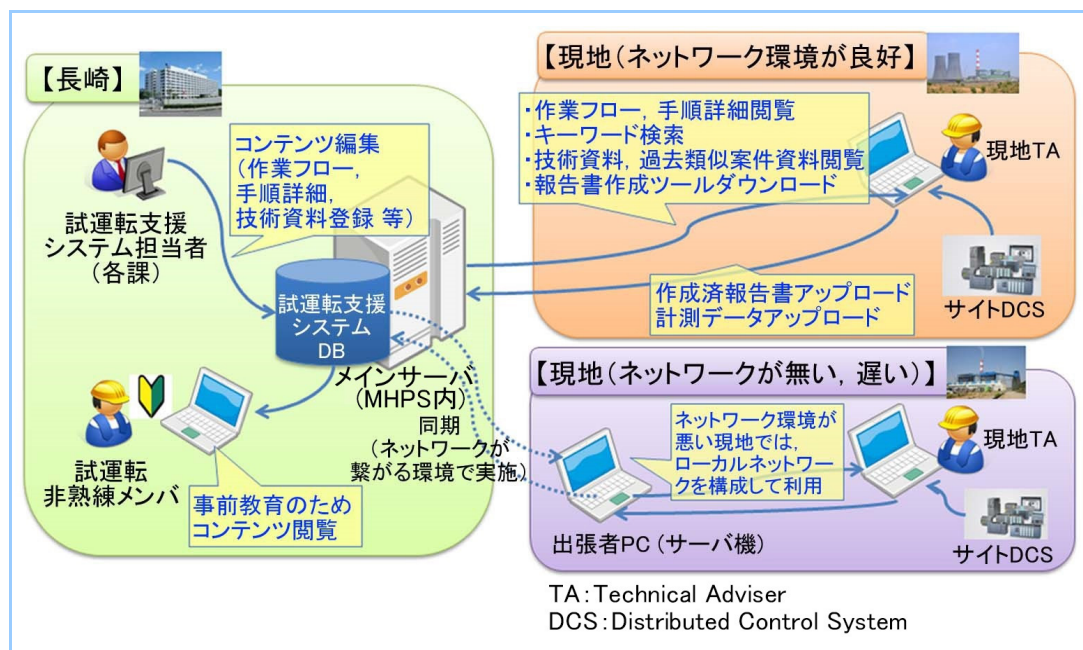 【長崎】
コンテンツ編集
(作業フロー,
手順詳細,
技術資料登録 等)
試運転支援
システム担当者
(各課)
試運転支援
システム
DB
メインサーバ
(MHPS内)
同期
(ネットワークが
繋がる環境で実施)
試運転
非熟練メンバ
事前教育のため
コンテンツ閲覧
【現地(ネットワーク環境が良好】
・作業フロー, 手順詳細閲覧
・キーワード検索
・技術資料, 過去類似案件資料閲覧
・報告書作成ツールダウンロード
現地TA
作成済報告書アップロード
計測データアップロード
サイトDCS
【現地(ネットワークが無い, 遅い)】
ネットワーク環境が
悪い現地では,
ローカルネットワー
クを構成して利用
現地TA
出張者PC (サーバ機)
サイトDCS
TA:Technical Adviser
DCS:Distributed Control System